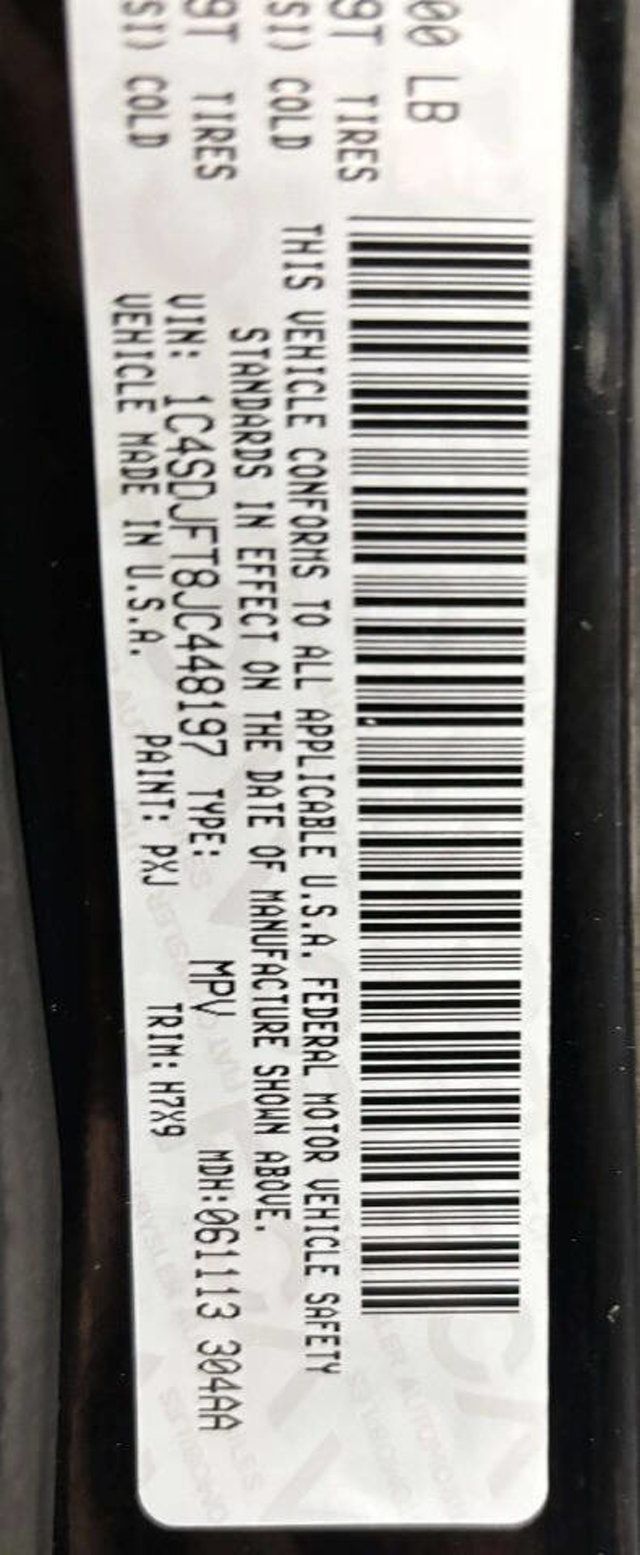 00 LB
9T TIRES
SI) COLD
9T TIRES
SI) COLD
THIS VEHICLE CONFORMS TO ALL APPLICABLE U.S.A. FEDERAL MOTOR VEHICLE SAFETY
STANDARDS IN EFFECT ON THE DATE OF MANUFACTURE SHOWN ABOVE.
VIN: 1C4SDJFT8JC448197 TYPE: MPV MDH:061113 304AA
VEHICLE MADE IN U.S.A. PAINT: PXJ TRIM: H7X9